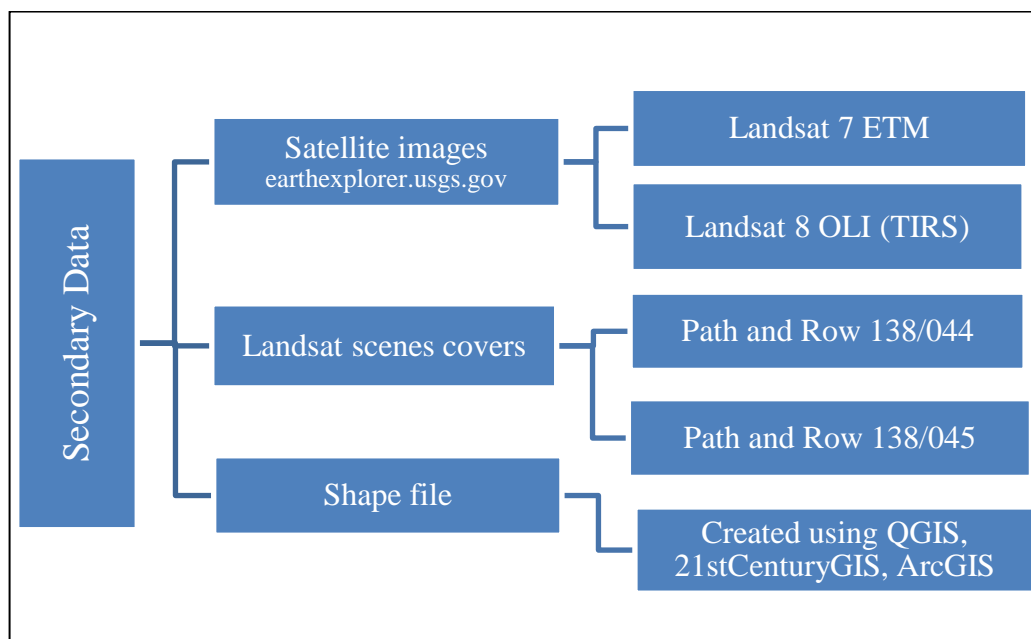 Secondary Data
Satellite images
earthexplorer.usgs.gov
Landsat 7 ETM
Landsat 8 OLI (TIRS)
Landsat scenes covers
Path and Row 138/044
Path and Row 138/045
Shape file
Created using QGIS,
21stCenturyGIS, ArcGIS